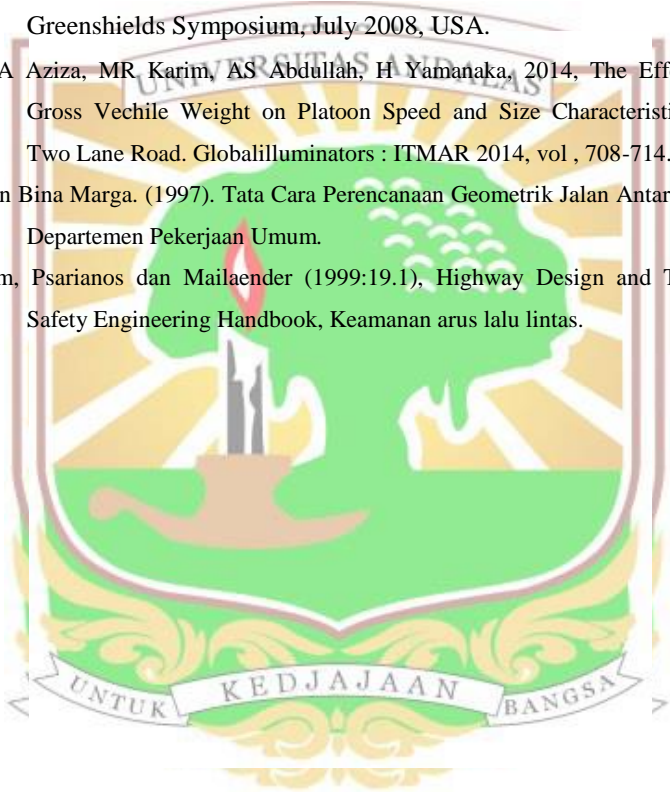 Greenshields Symposium, July 2008, USA.
UNIVERSITAS ANDALAS
A Aziza, MR Karim, AS Abdullah, H Yamanaka, 2014, The Eff
Gross Vechile Weight on Platoon Speed and Size Characteristi
Two Lane Road. Globalilluminators : ITMAR 2014, vol , 708-714.
n Bina Marga. (1997). Tata Cara Perencanaan Geometrik Jalan Antar
Departemen Pekerjaan Umum.
m, Psarianos dan Mailaender (1999:19.1), Highway Design and T
Safety Engineering Handbook, Keamanan arus lalu lintas.
UNTUK KEDJAJAAN BANGSA